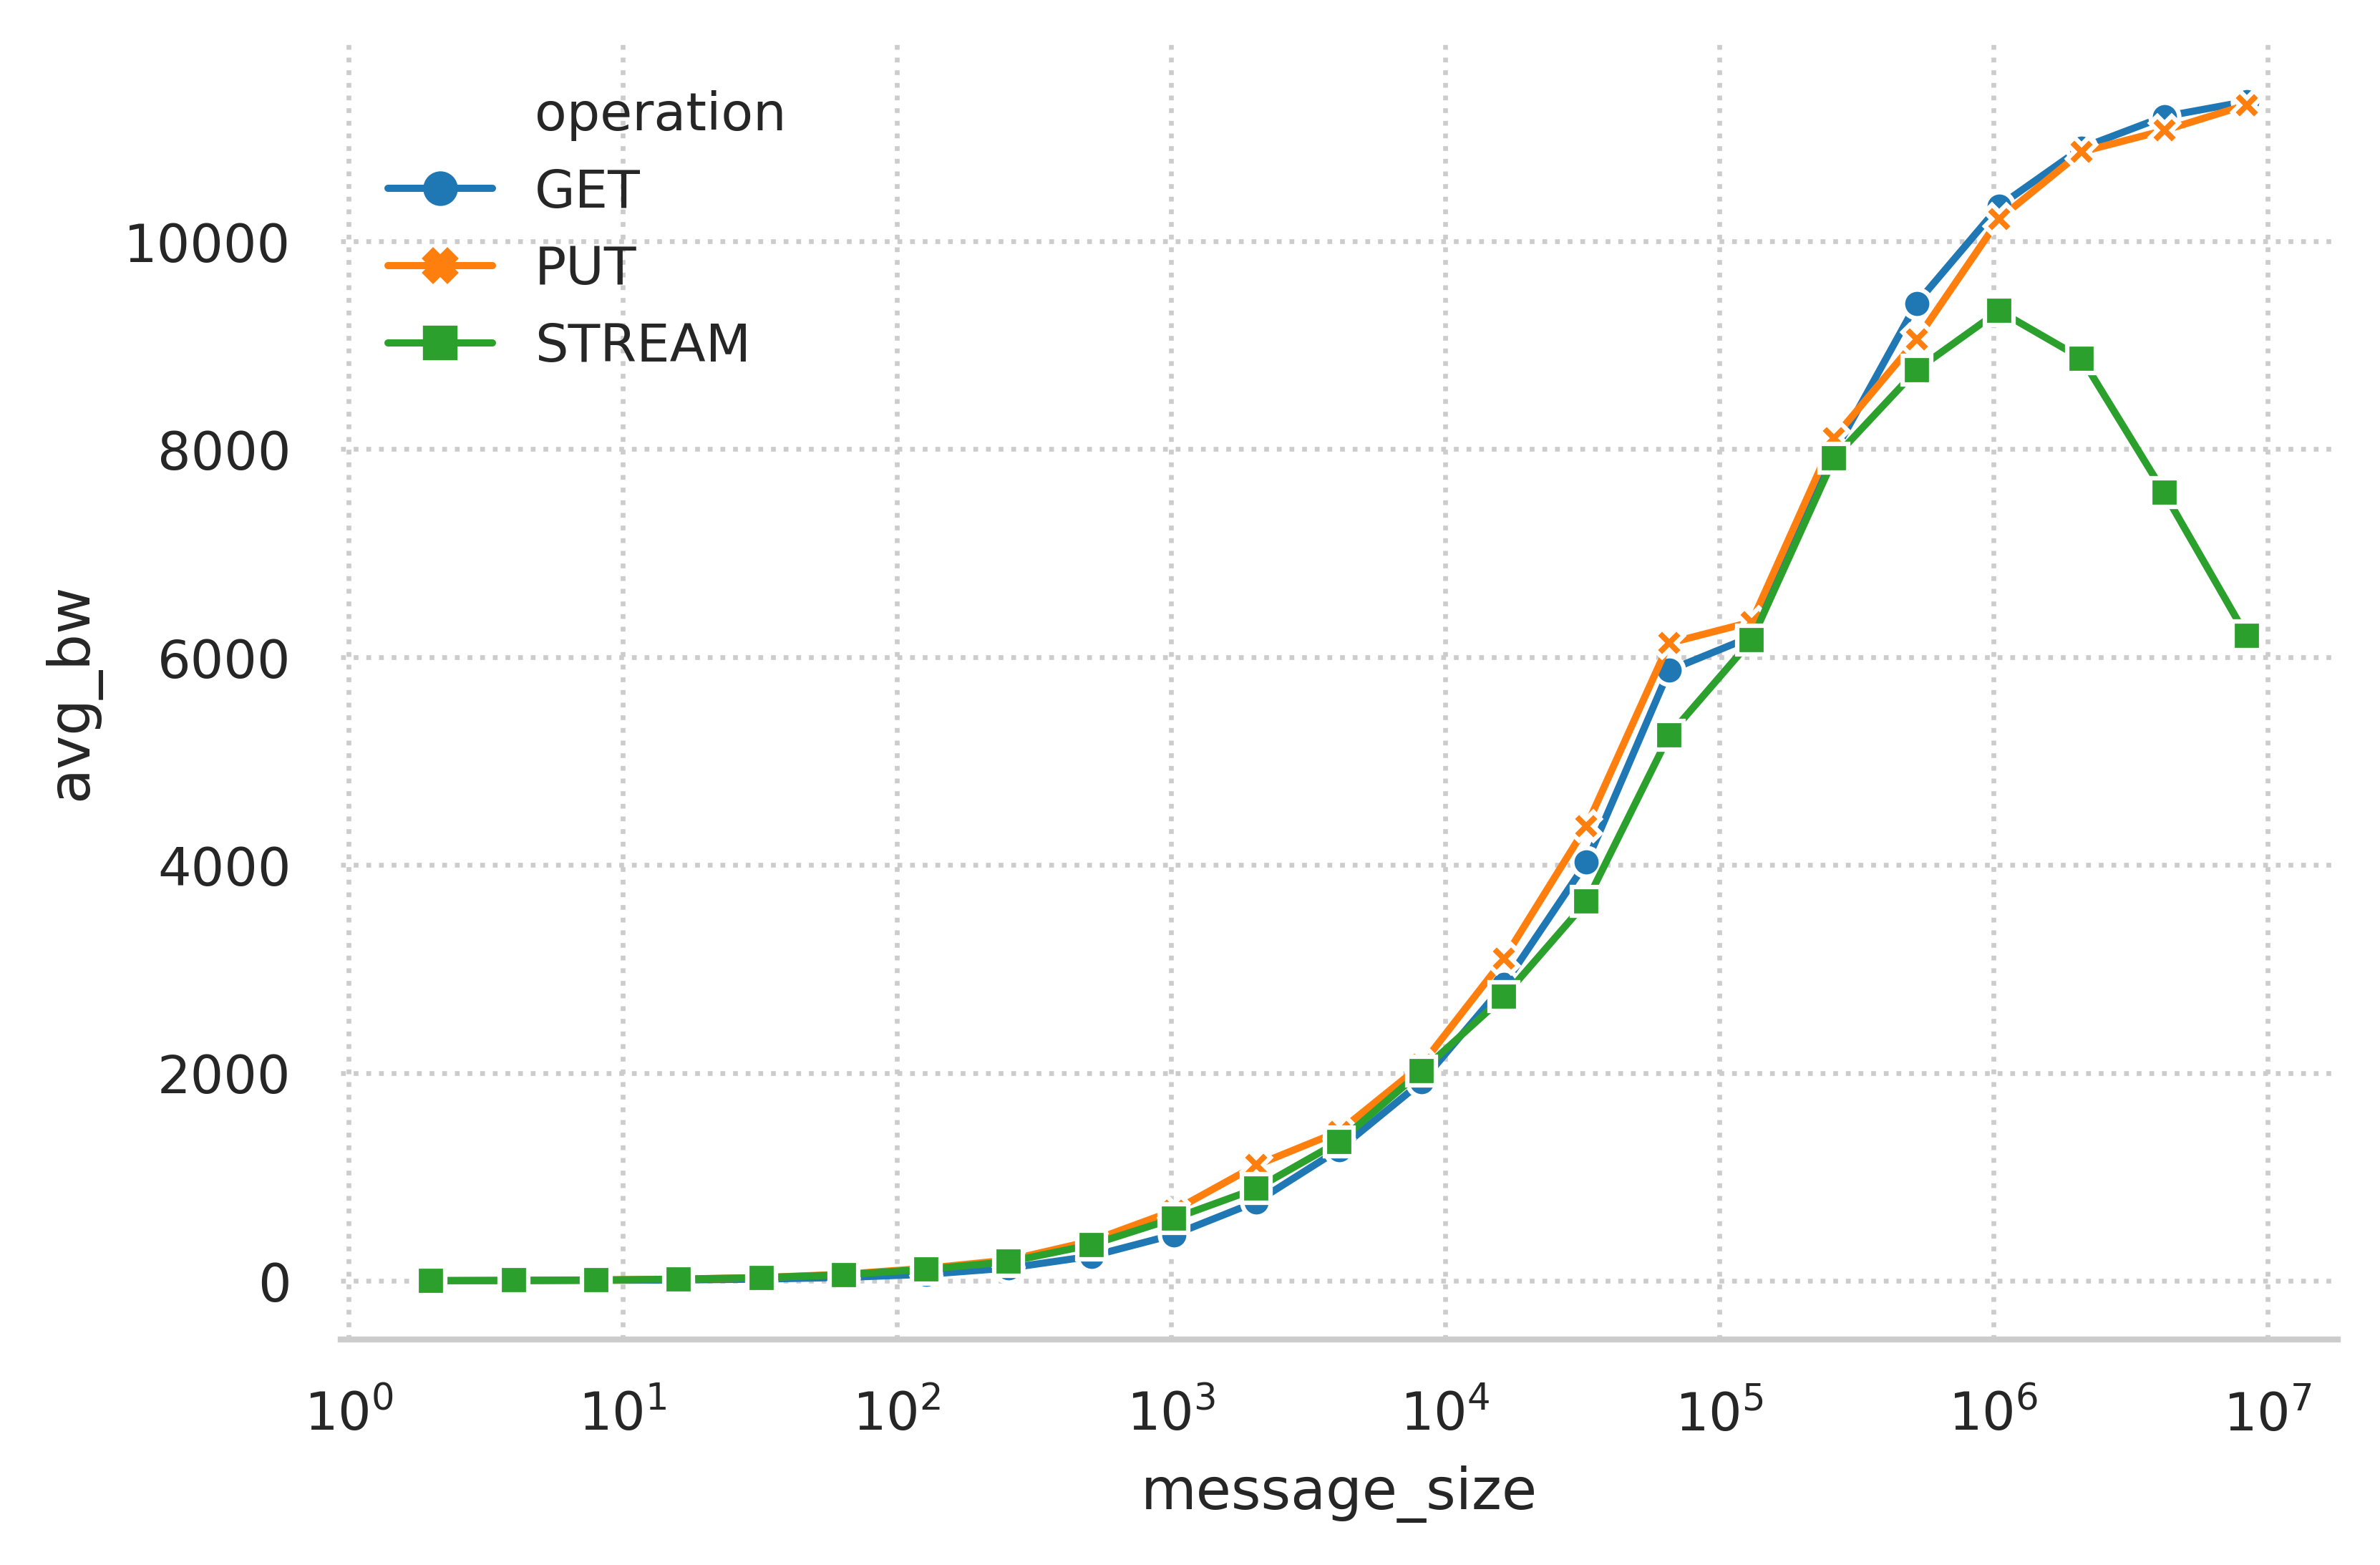 operation
GET
PUT
STREAM
avg_bw
10000
8000
6000
4000
2000
0
10⁰ 10¹ 10² 10³ 10⁴ 10⁵ 10⁶ 10⁷
message_size